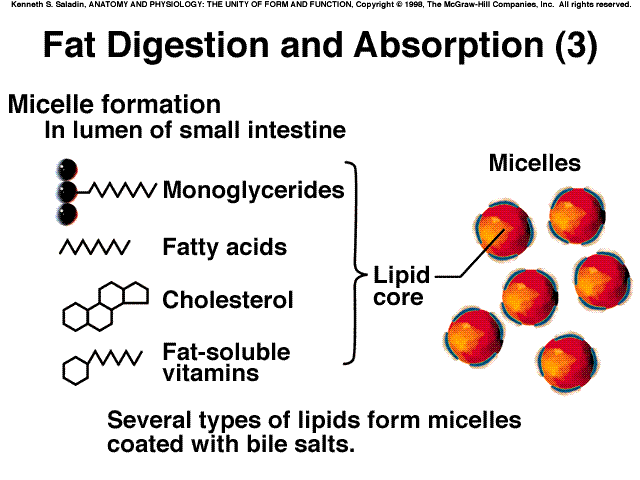 Kenneth S. Saladin, ANATOMY AND PHYSIOLOGY: THE UNITY OF FORM AND FUNCTION, Copyright © 1998, The McGraw-Hill Companies, Inc. All rights reserved.
Fat Digestion and Absorption (3)
Micelle formation
In lumen of small intestine
Micelles
Monoglycerides
Fatty acids
Lipid
core
Cholesterol
Fat-soluble
vitamins
Several types of lipids form micelles
coated with bile salts.